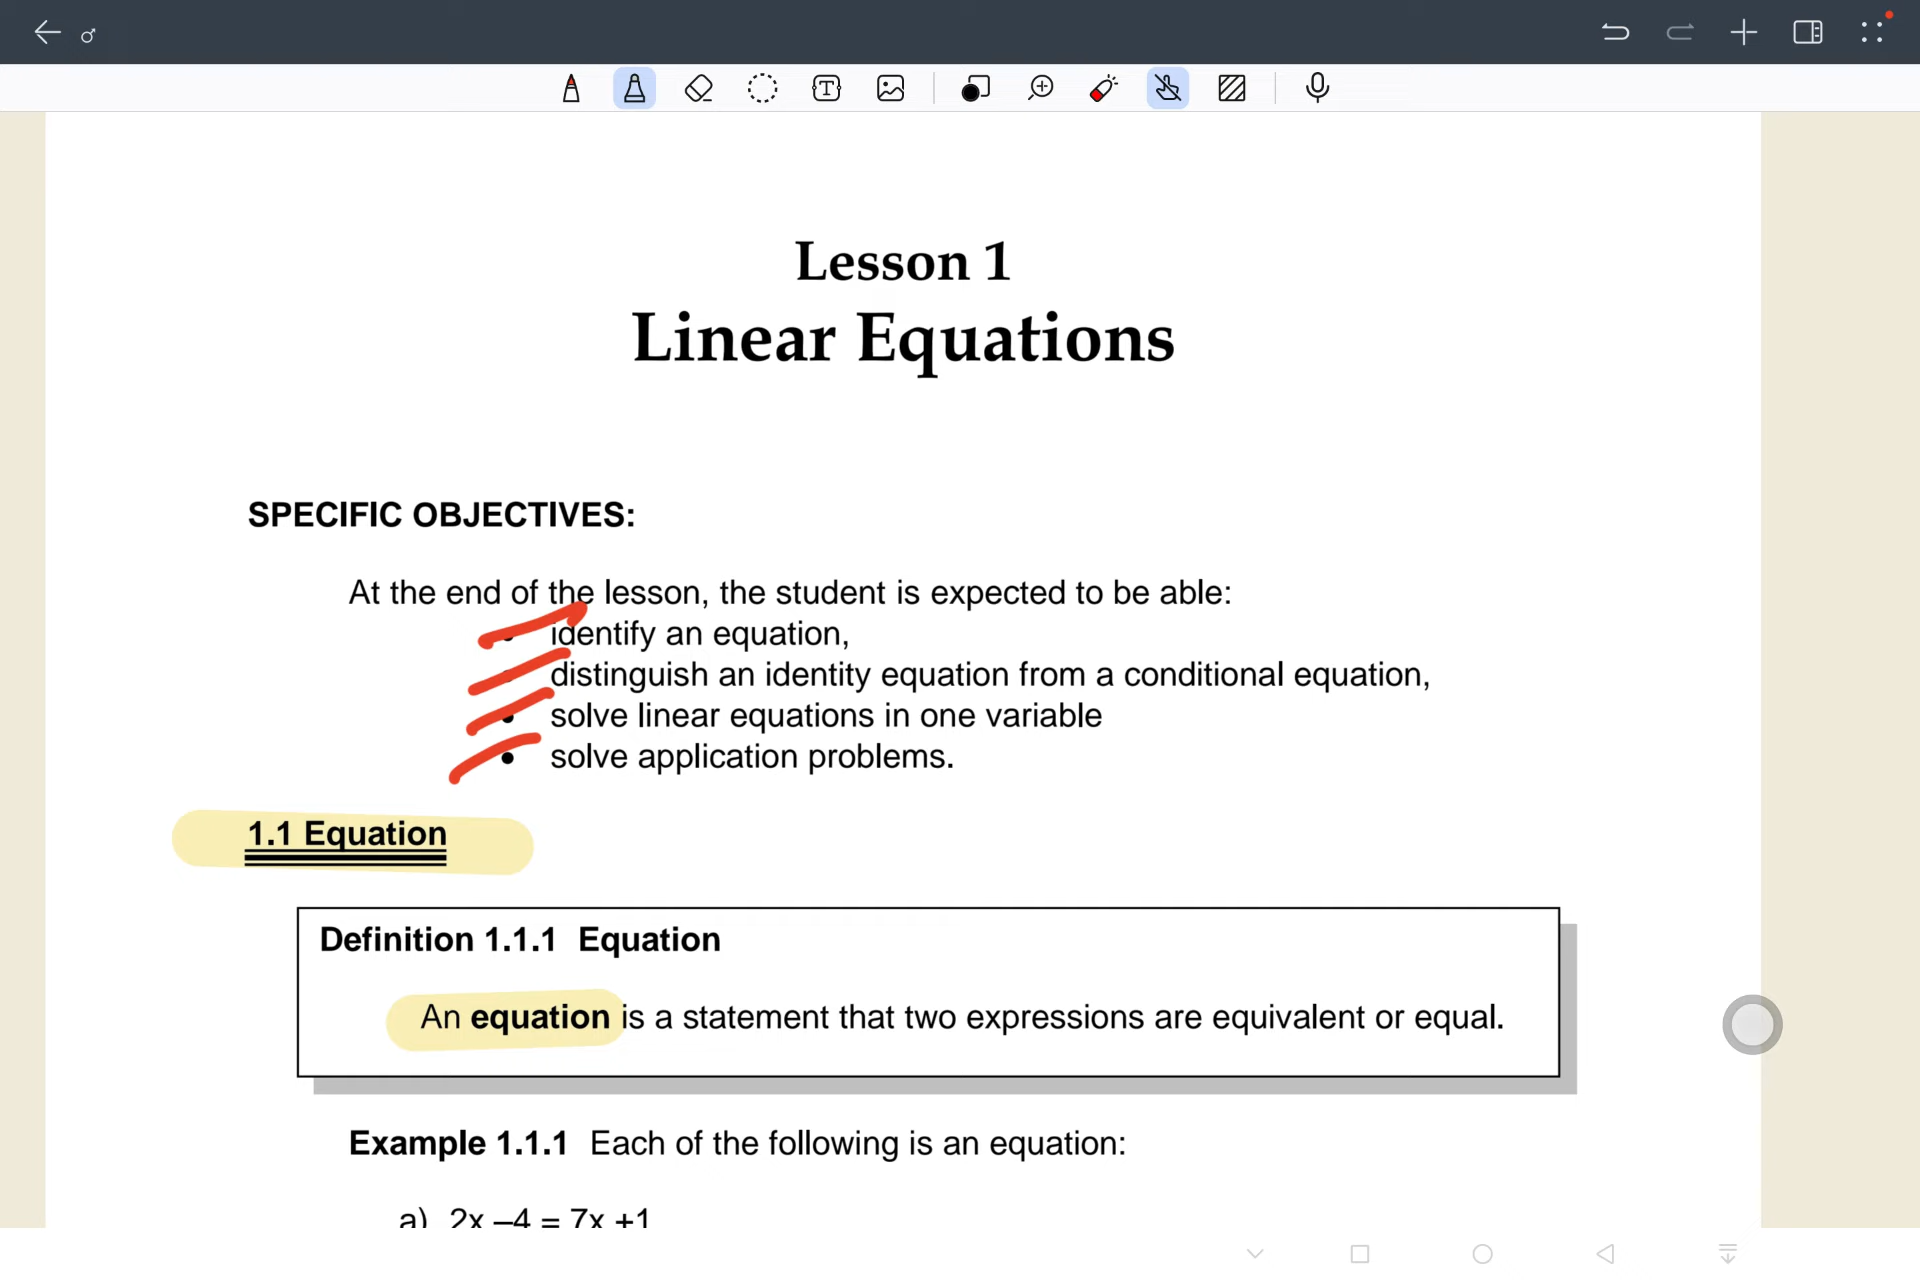 Lesson 1
Linear Equations
SPECIFIC OBJECTIVES:
At the end of the lesson, the student is expected to be able:
• identify an equation,
• distinguish an identity equation from a conditional equation,
• solve linear equations in one variable
• solve application problems.
1.1 Equation
Definition 1.1.1 Equation
An equation is a statement that two expressions are equivalent or equal.
Example 1.1.1 Each of the following is an equation:
a) 2x –4 = 7x +1